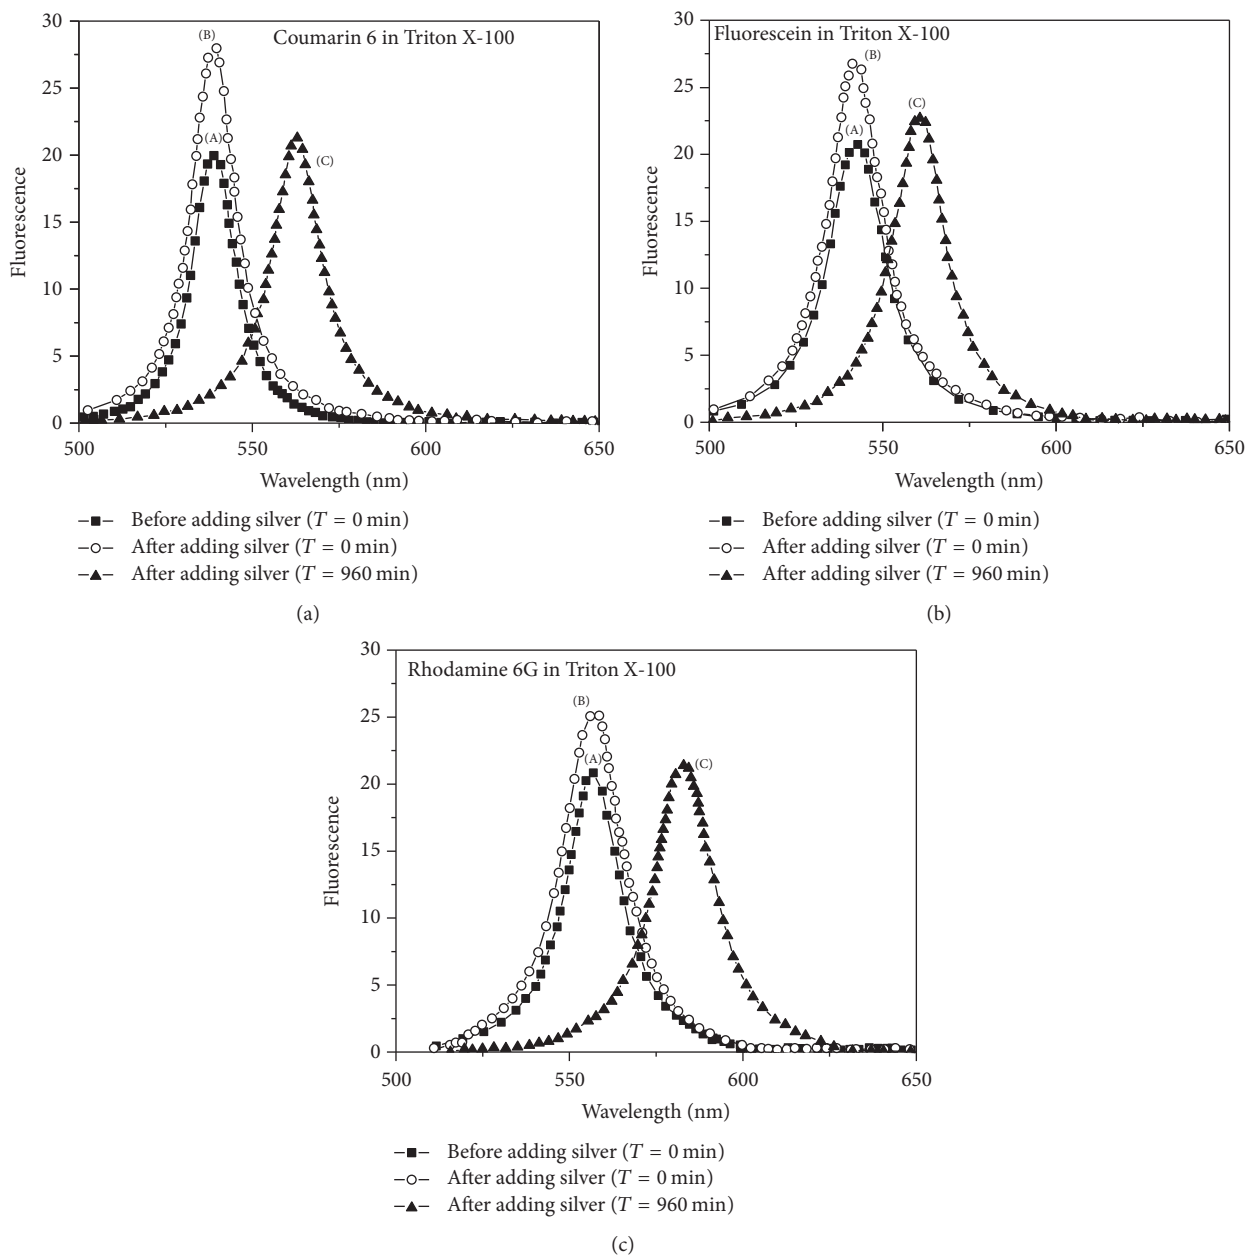 Coumarin 6 in Triton X-100
(B)
(A)
(C)
30
25
20
15
10
5
0
Fluorescence
500
550
600
650
Wavelength (nm)
Before adding silver (T = 0 min)
After adding silver (T = 0 min)
After adding silver (T = 960 min)
(a)
Fluorescein in Triton X-100
(B)
(C)
(A)
30
25
20
15
10
5
0
Fluorescence
500
550
600
650
Wavelength (nm)
Before adding silver (T = 0 min)
After adding silver (T = 0 min)
After adding silver (T = 960 min)
(b)
Rhodamine 6G in Triton X-100
(B)
(A)
(C)
30
25
20
15
10
5
0
Fluorescence
500
550
600
650
Wavelength (nm)
Before adding silver (T = 0 min)
After adding silver (T = 0 min)
After adding silver (T = 960 min)
(c)